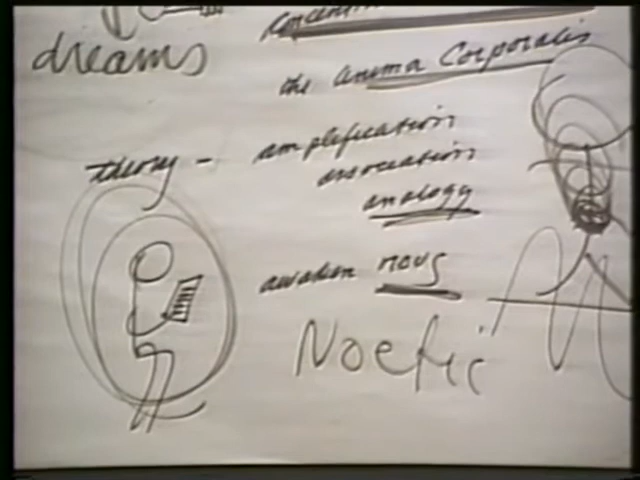 dreams
the anima Corporalis
theory - amplification
association
analogy
awaken nous
Noetic